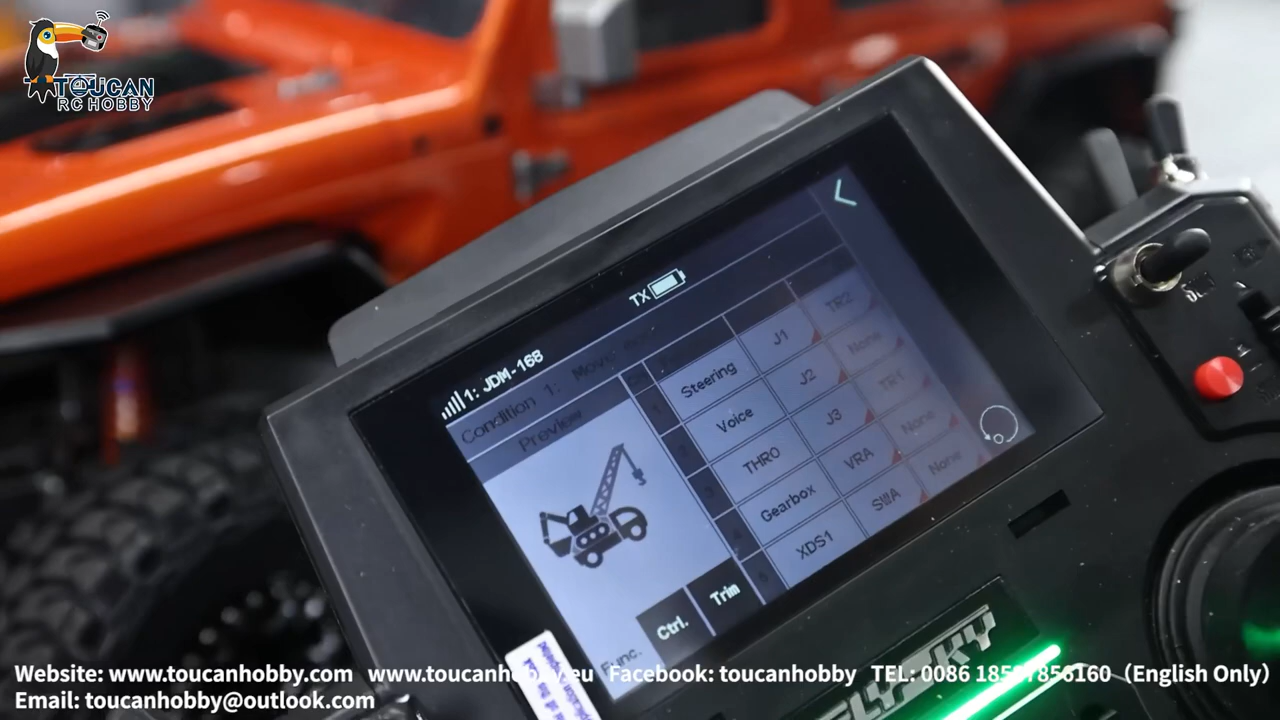 TOUCAN
RC HOBBY
TX
1: JDM-168
Condition 1: Move
Preview
Steering J1 TR2
Voice J2 None
THRO J3 TR1
Gearbox VRA None
XDS1 SWA None
Ctrl. Trim
Func.
FLYSKY
Website: www.toucanhobby.com www.toucanhobby.eu Facebook: toucanhobby TEL: 0086 (English Only)
Email: toucanhobby@outlook.com